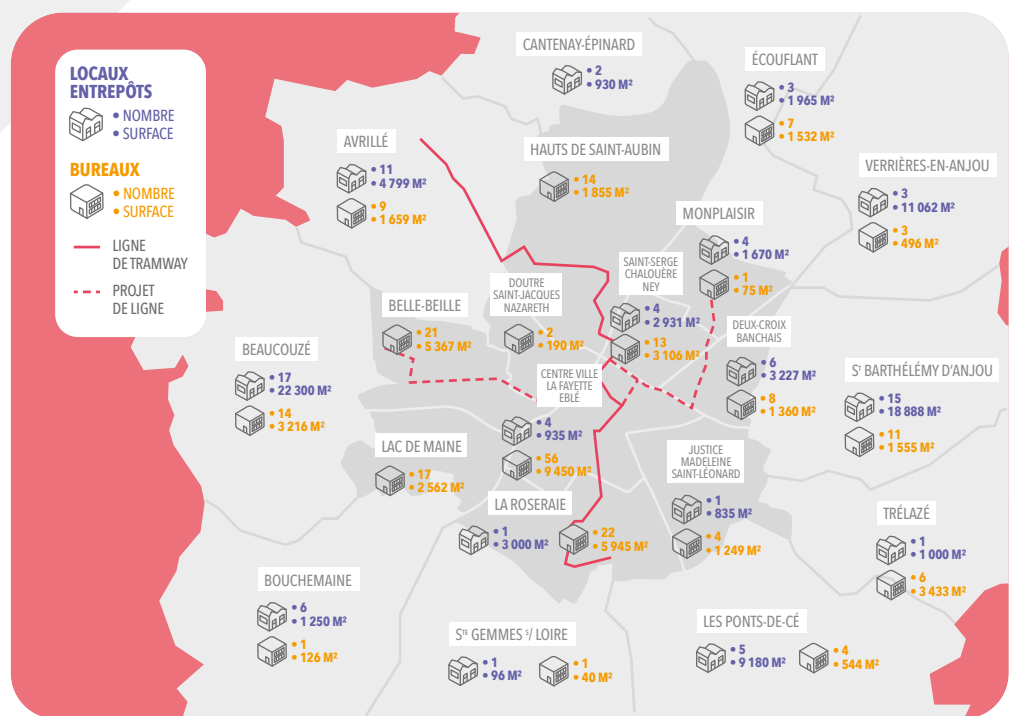 LOCAUX
ENTREPÔTS
• NOMBRE
• SURFACE
BUREAUX
• NOMBRE
• SURFACE
LIGNE
DE TRAMWAY
PROJET
DE LIGNE
CANTENAY-ÉPINARD
• 2
• 930 M²
ÉCOUFLANT
• 3
• 1 965 M²
• 7
• 1 532 M²
AVRILLÉ
• 11
• 4 799 M²
• 9
• 1 659 M²
HAUTS DE SAINT-AUBIN
• 14
• 1 855 M²
VERRIÈRES-EN-ANJOU
• 3
• 11 062 M²
• 3
• 496 M²
MONPLAISIR
• 4
• 1 670 M²
• 1
• 75 M²
SAINT-SERGE
CHALOUÈRE
NEY
• 4
• 2 931 M²
• 13
• 3 106 M²
DOUTRE
SAINT-JACQUES
NAZARETH
• 2
• 190 M²
BELLE-BEILLE
• 21
• 5 367 M²
DEUX-CROIX
BANCHAIS
• 6
• 3 227 M²
• 8
• 1 360 M²
BEAUCOUZÉ
• 17
• 22 300 M²
• 14
• 3 216 M²
CENTRE VILLE
LA FAYETTE
EBLÉ
• 4
• 935 M²
• 56
• 9 450 M²
Sᵗ BARTHÉLÉMY D'ANJOU
• 15
• 18 888 M²
• 11
• 1 555 M²
LAC DE MAINE
• 17
• 2 562 M²
JUSTICE
MADELEINE
SAINT-LÉONARD
• 1
• 835 M²
• 4
• 1 249 M²
LA ROSERAIE
• 1
• 3 000 M²
• 22
• 5 945 M²
TRÉLAZÉ
• 1
• 1 000 M²
• 6
• 3 433 M²
BOUCHEMAINE
• 6
• 1 250 M²
• 1
• 126 M²
Sᵀᴱ GEMMES ˢ/ LOIRE
• 1
• 96 M²
• 1
• 40 M²
LES PONTS-DE-CÉ
• 5
• 9 180 M²
• 4
• 544 M²